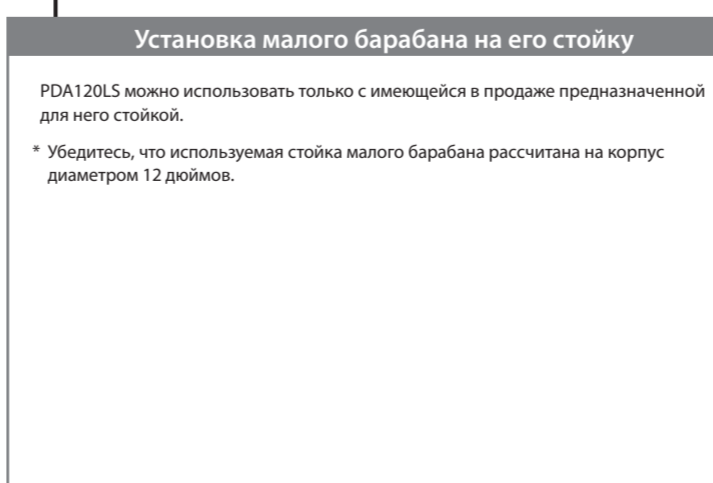 Установка малого барабана на его стойку
PDA120LS можно использовать только с имеющейся в продаже предназначенной
для него стойкой.
* Убедитесь, что используемая стойка малого барабана рассчитана на корпус
диаметром 12 дюймов.